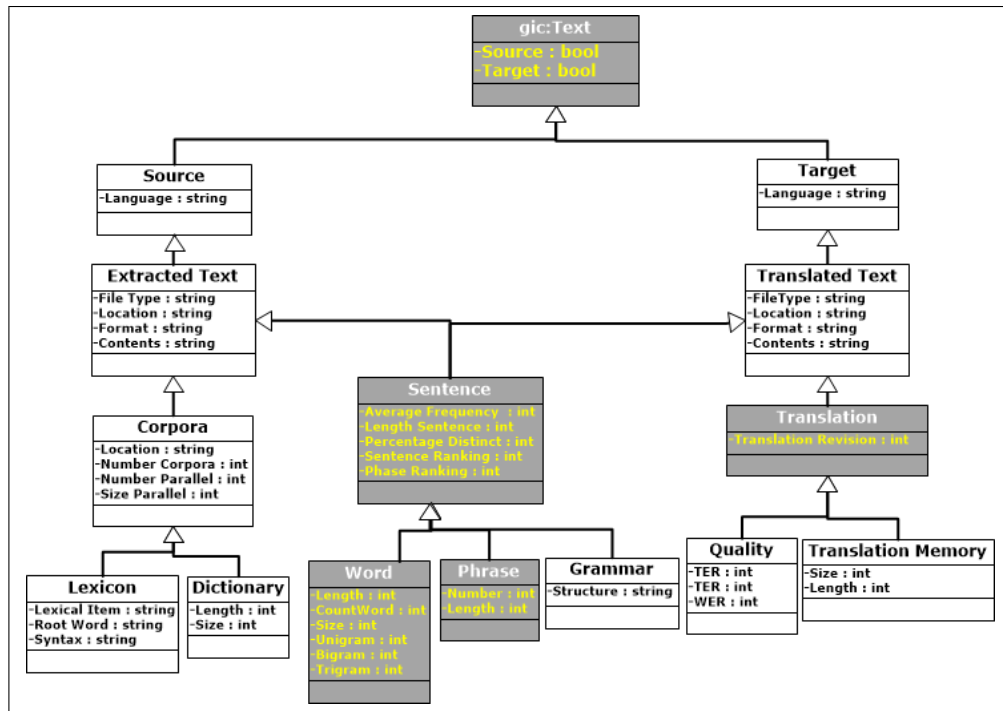 gic:Text
-Source : bool
-Target : bool
Source
-Language : string
Target
-Language : string
Extracted Text
-File Type : string
-Location : string
-Format : string
-Contents : string
Translated Text
-FileType : string
-Location : string
-Format : string
-Contents : string
Sentence
-Average Frequency : int
-Length Sentence : int
-Percentage Distinct : int
-Sentence Ranking : int
-Phase Ranking : int
Translation
-Translation Revision : int
Corpora
-Location : string
-Number Corpora : int
-Number Parallel : int
-Size Parallel : int
Lexicon
-Lexical Item : string
-Root Word : string
-Syntax : string
Dictionary
-Length : int
-Size : int
Word
-Length : int
-CountWord : int
-Size : int
-Unigram : int
-Bigram : int
-Trigram : int
Phrase
-Number : int
-Length : int
Grammar
-Structure : string
Quality
-TER : int
-TER : int
-WER : int
Translation Memory
-Size : int
-Length : int